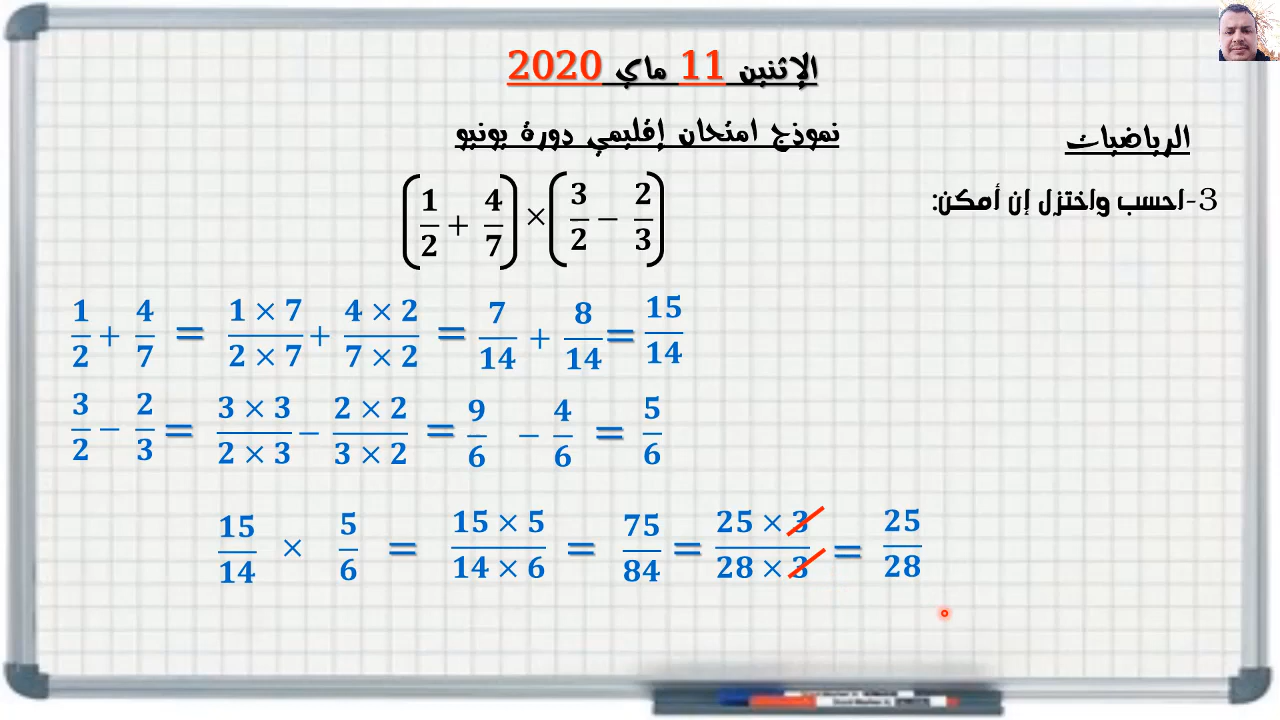 الإثنين 11 ماي 2020
نموذج امتحان إقليمي دورة يونيو
الرياضيات
3-احسب واختزل إن أمكن:
(1/2 + 4/7) × (3/2 − 2/3)
1/2 + 4/7 = 1 × 7/2 × 7 + 4 × 2/7 × 2 = 7/14 + 8/14 = 15/14
3/2 − 2/3 = 3 × 3/2 × 3 − 2 × 2/3 × 2 = 9/6 − 4/6 = 5/6
15/14 × 5/6 = 15 × 5/14 × 6 = 75/84 = 25 × 3/28 × 3 = 25/28